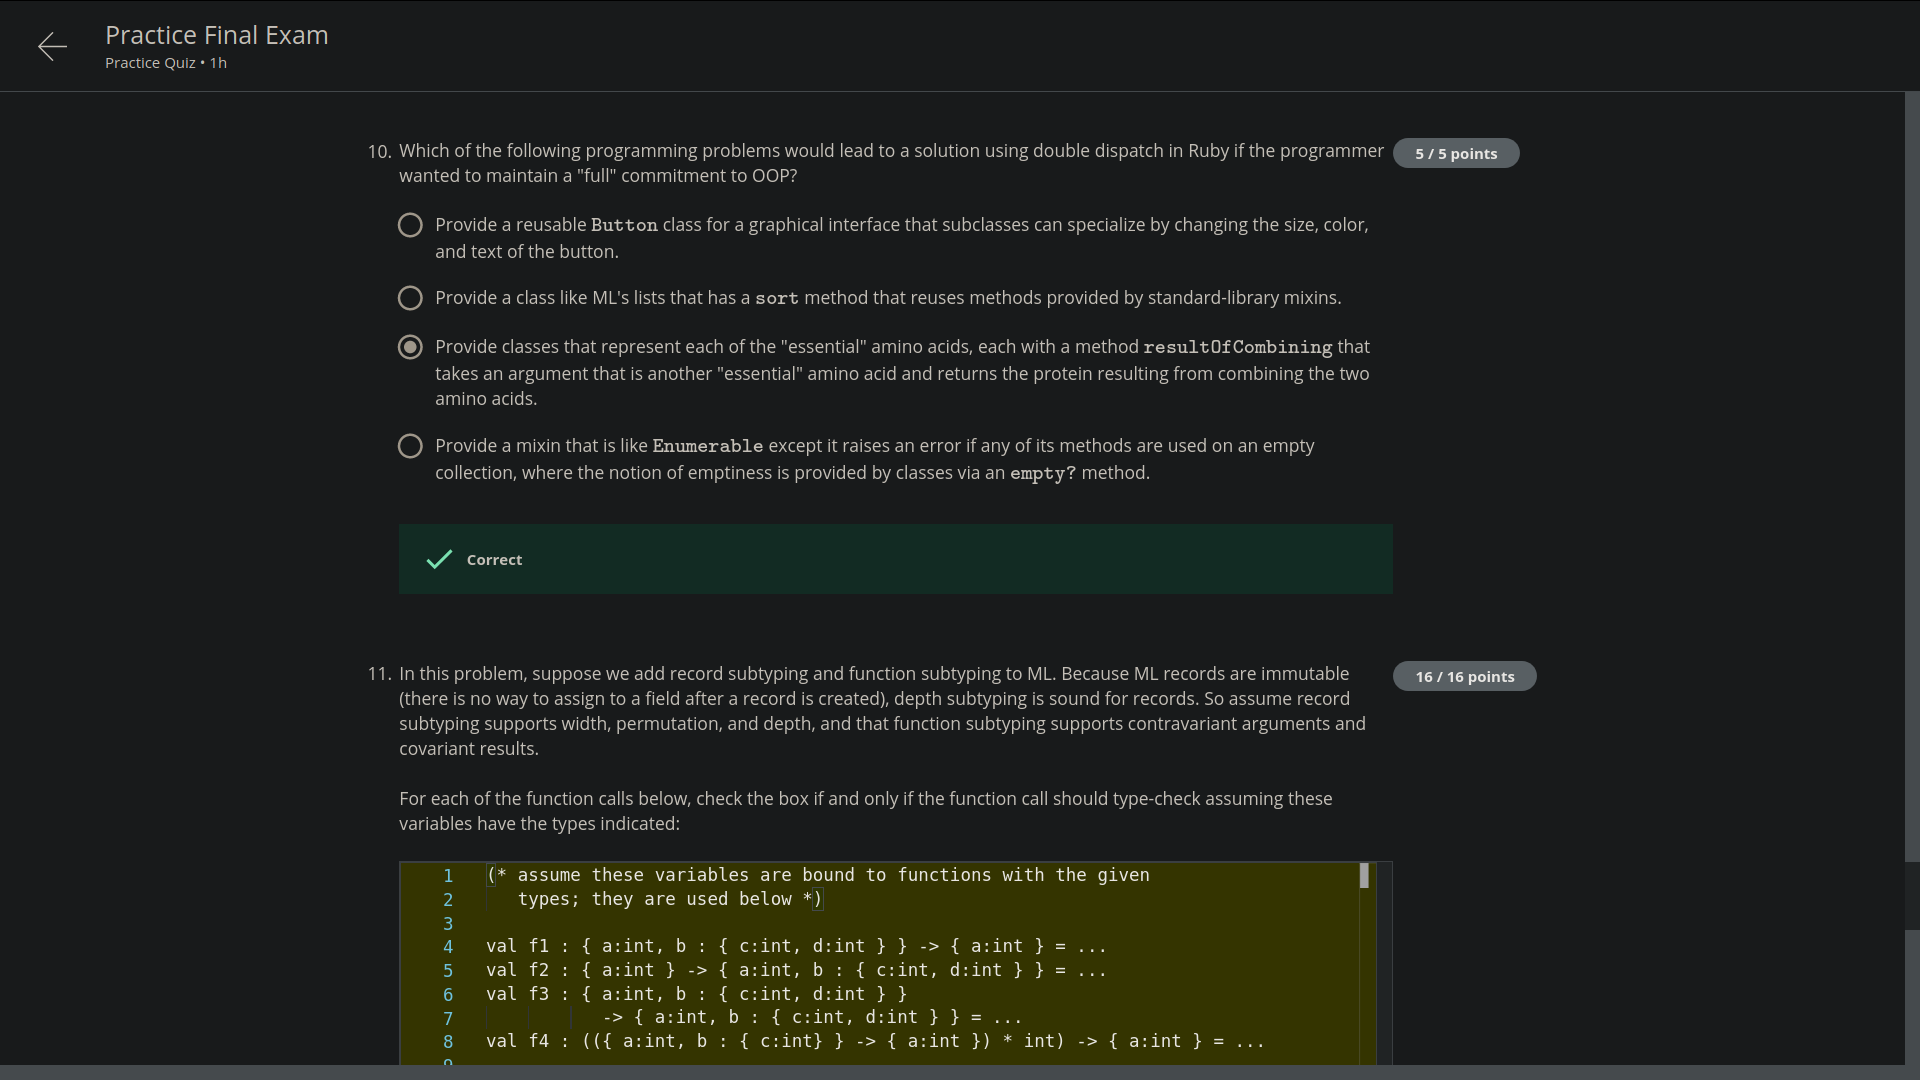 Practice Final Exam
Practice Quiz • 1h
10. Which of the following programming problems would lead to a solution using double dispatch in Ruby if the programmer
wanted to maintain a "full" commitment to OOP?
5 / 5 points
Provide a reusable Button class for a graphical interface that subclasses can specialize by changing the size, color,
and text of the button.
Provide a class like ML's lists that has a sort method that reuses methods provided by standard-library mixins.
Provide classes that represent each of the "essential" amino acids, each with a method resultOfCombining that
takes an argument that is another "essential" amino acid and returns the protein resulting from combining the two
amino acids.
Provide a mixin that is like Enumerable except it raises an error if any of its methods are used on an empty
collection, where the notion of emptiness is provided by classes via an empty? method.
Correct
11. In this problem, suppose we add record subtyping and function subtyping to ML. Because ML records are immutable
(there is no way to assign to a field after a record is created), depth subtyping is sound for records. So assume record
subtyping supports width, permutation, and depth, and that function subtyping supports contravariant arguments and
covariant results.
16 / 16 points
For each of the function calls below, check the box if and only if the function call should type-check assuming these
variables have the types indicated:
1 (* assume these variables are bound to functions with the given
2 types; they are used below *)
3
4 val f1 : { a:int, b : { c:int, d:int } } -> { a:int } = ...
5 val f2 : { a:int } -> { a:int, b : { c:int, d:int } } = ...
6 val f3 : { a:int, b : { c:int, d:int } }
7 -> { a:int, b : { c:int, d:int } } = ...
8 val f4 : (({ a:int, b : { c:int} } -> { a:int }) * int) -> { a:int } = ...
9